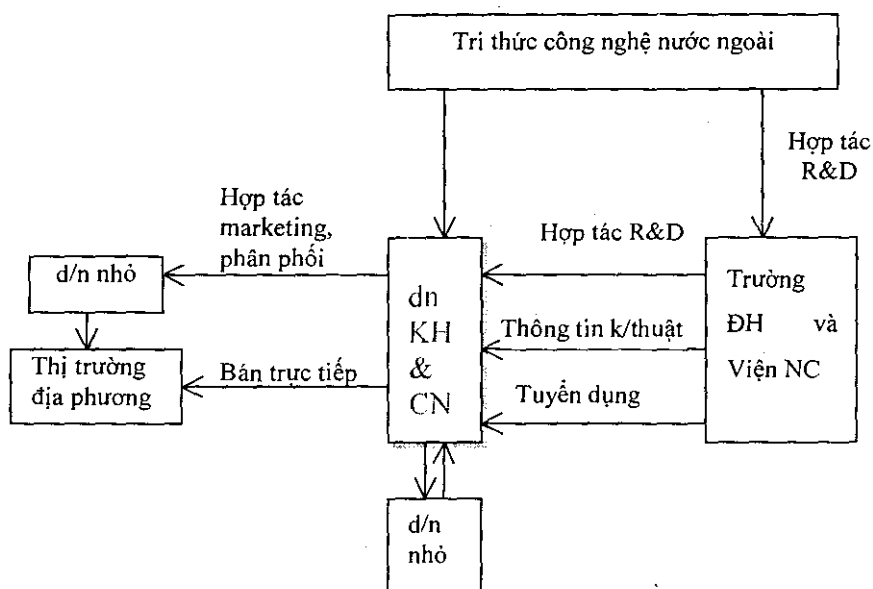 Tri thức công nghệ nước ngoài
Hợp tác
R&D
Hợp tác
marketing,
phân phối
Hợp tác R&D
d/n nhỏ
dn
KH
&
CN
Trường
ĐH và
Viện NC
Thông tin k/thuật
Thị trường
địa phương
Bán trực tiếp
Tuyển dụng
d/n
nhỏ